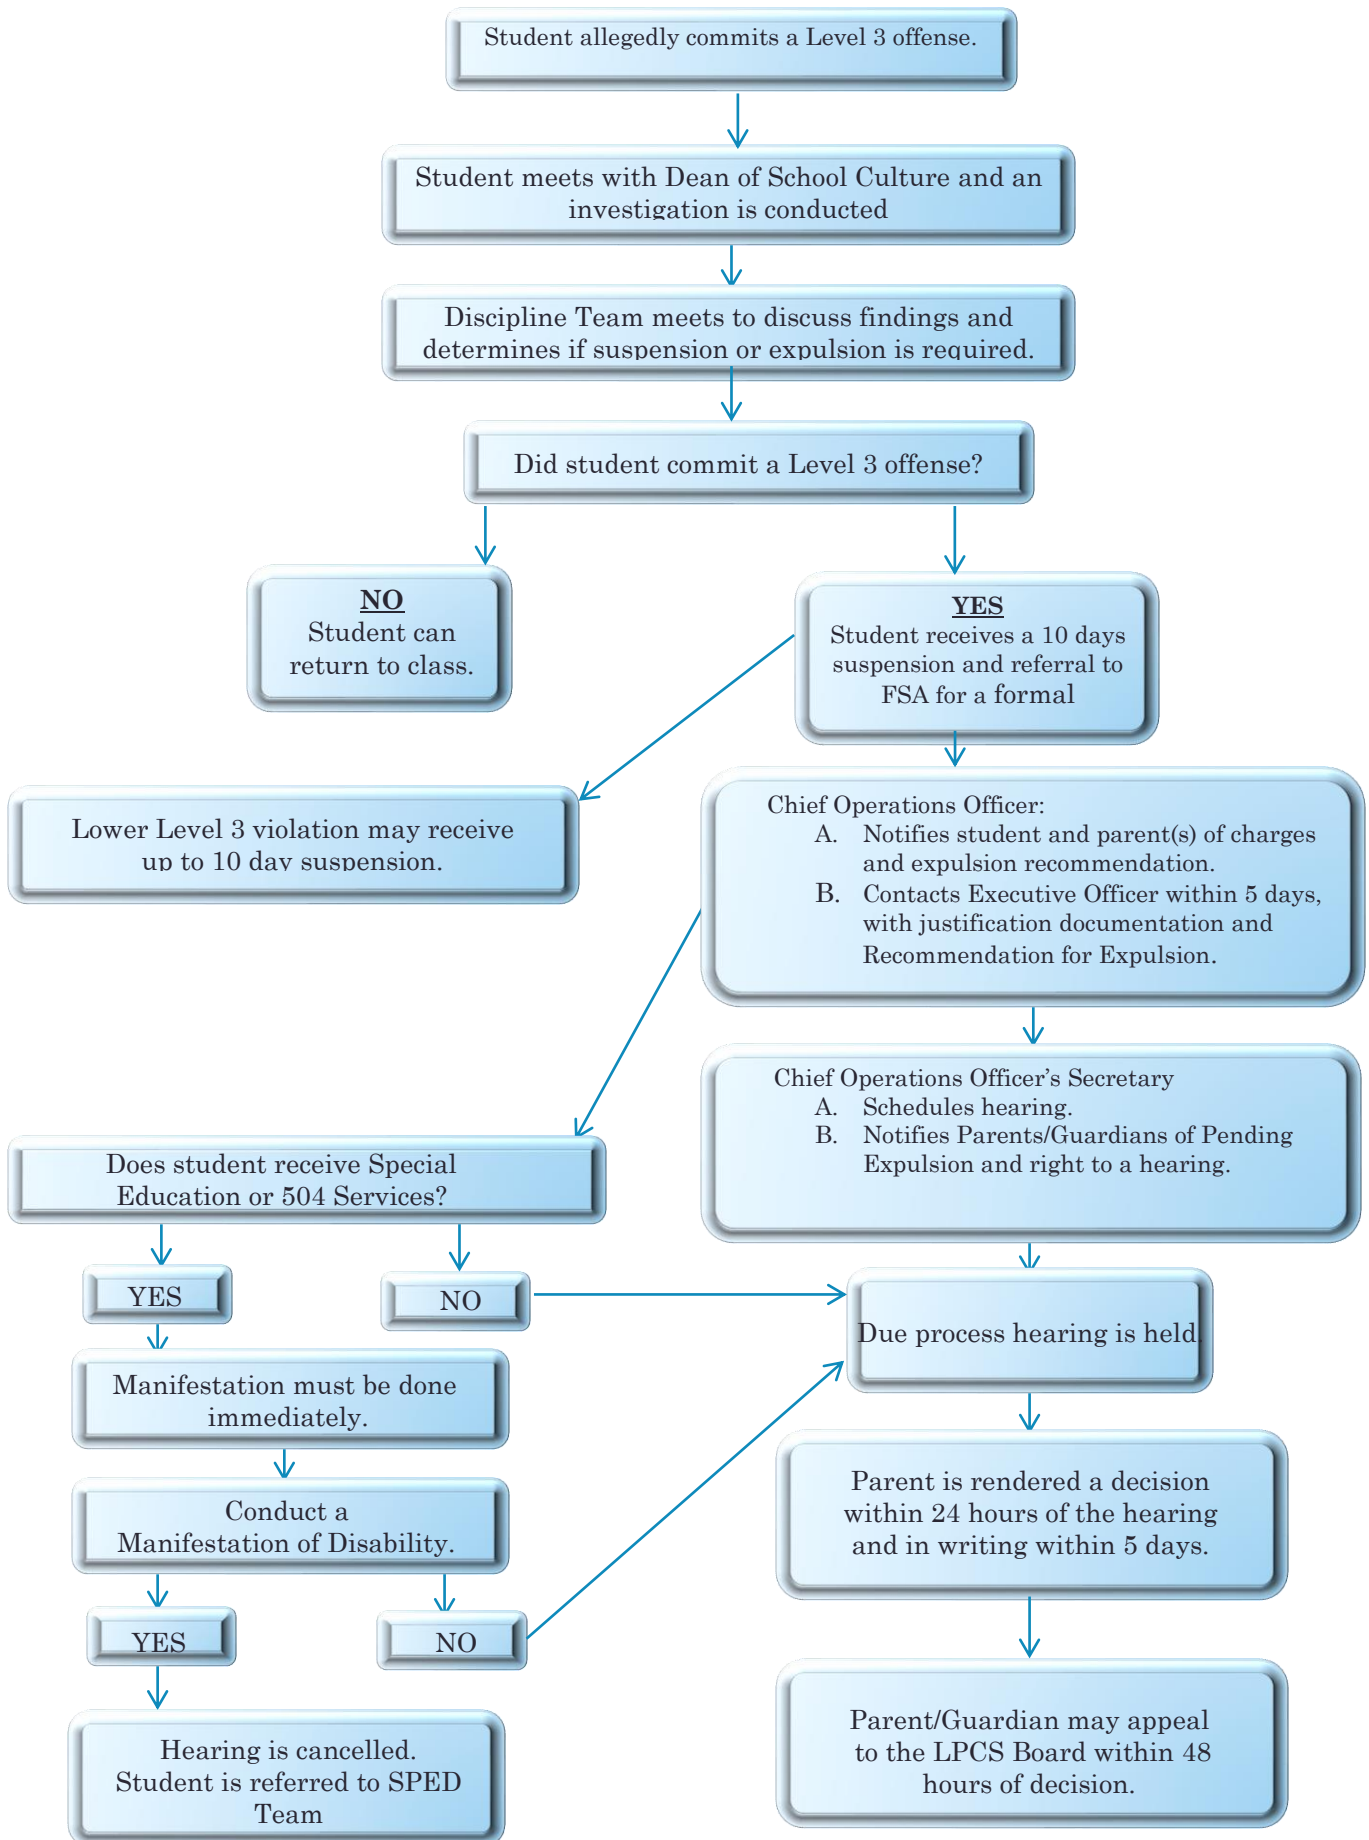 Student allegedly commits a Level 3 offense.
Student meets with Dean of School Culture and an
investigation is conducted
Discipline Team meets to discuss findings and
determines if suspension or expulsion is required.
Did student commit a Level 3 offense?
NO
Student can
return to class.
YES
Student receives a 10 days
suspension and referral to
FSA for a formal
Lower Level 3 violation may receive
up to 10 day suspension.
Chief Operations Officer:
A. Notifies student and parent(s) of charges
and expulsion recommendation.
B. Contacts Executive Officer within 5 days,
with justification documentation and
Recommendation for Expulsion.
Chief Operations Officer’s Secretary
A. Schedules hearing.
B. Notifies Parents/Guardians of Pending
Expulsion and right to a hearing.
Does student receive Special
Education or 504 Services?
YES
NO
Due process hearing is held.
Manifestation must be done
immediately.
Conduct a
Manifestation of Disability.
Parent is rendered a decision
within 24 hours of the hearing
and in writing within 5 days.
YES
NO
Hearing is cancelled.
Student is referred to SPED
Team
Parent/Guardian may appeal
to the LPCS Board within 48
hours of decision.